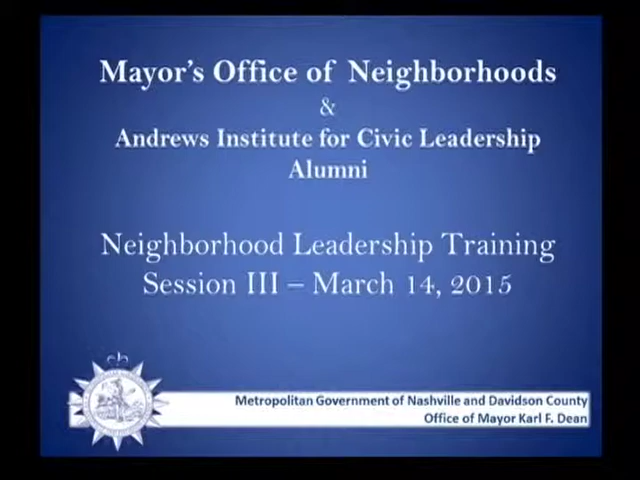 Mayor's Office of Neighborhoods
&
Andrews Institute for Civic Leadership
Alumni
Neighborhood Leadership Training
Session III – March 14, 2015
Metropolitan Government of Nashville and Davidson County
Office of Mayor Karl F. Dean